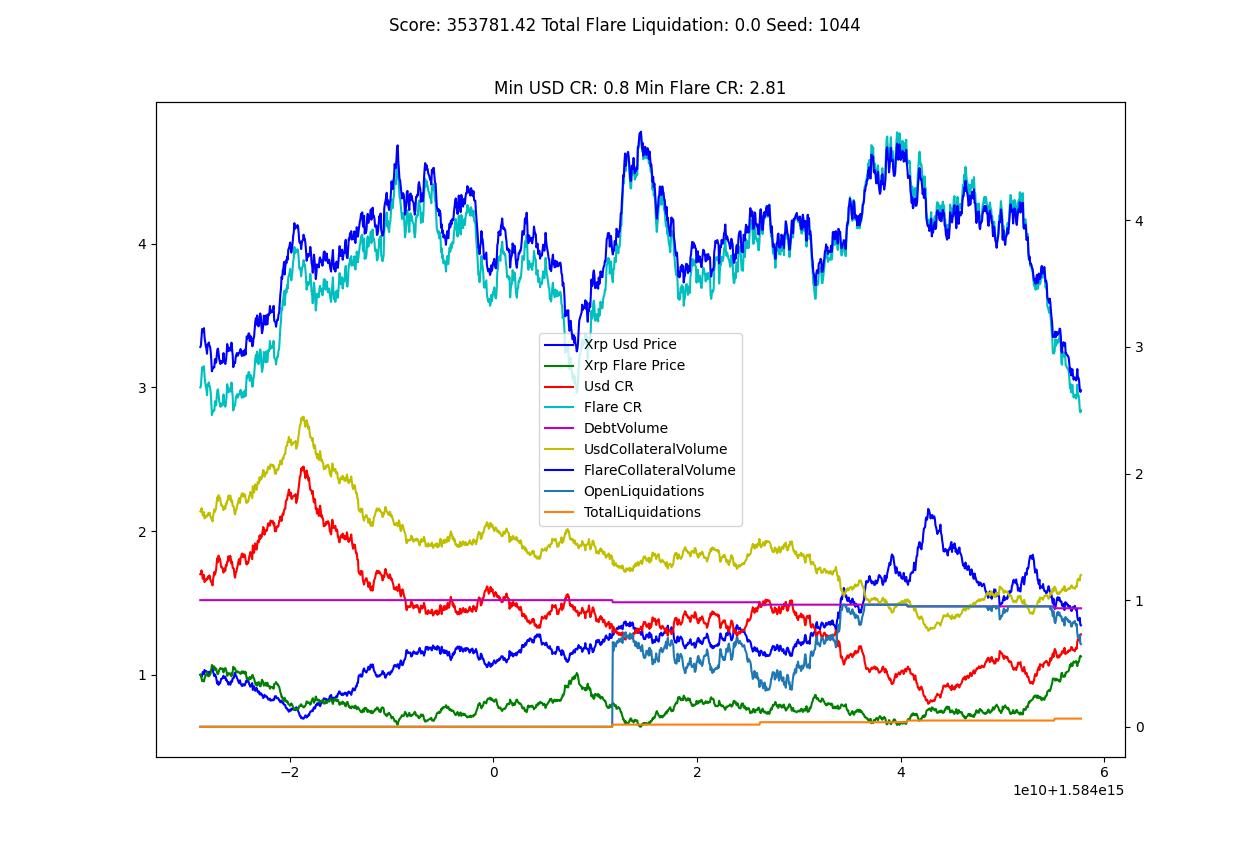 Score: 353781.42 Total Flare Liquidation: 0.0 Seed: 1044
Min USD CR: 0.8 Min Flare CR: 2.81
4
3
2
1
4
3
2
1
0
Xrp Usd Price
Xrp Flare Price
Usd CR
Flare CR
DebtVolume
UsdCollateralVolume
FlareCollateralVolume
OpenLiquidations
TotalLiquidations
−2 0 2 4 6
1e10+1.584e15